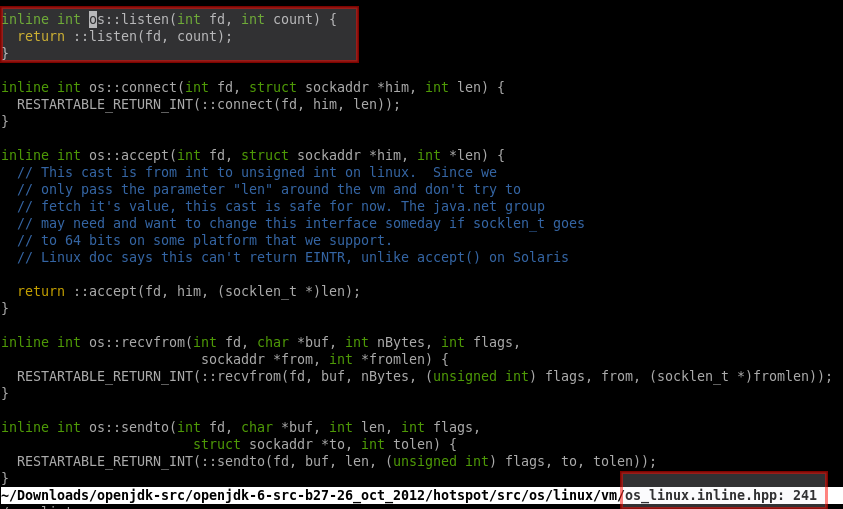 inline int os::listen(int fd, int count) {
  return ::listen(fd, count);
}
inline int os::connect(int fd, struct sockaddr *him, int len) {
  RESTARTABLE_RETURN_INT(::connect(fd, him, len));
}
inline int os::accept(int fd, struct sockaddr *him, int *len) {
  // This cast is from int to unsigned int on linux.  Since we
  // only pass the parameter "len" around the vm and don't try to
  // fetch it's value, this cast is safe for now. The java.net group
  // may need and want to change this interface someday if socklen_t goes
  // to 64 bits on some platform that we support.
  // Linux doc says this can't return EINTR, unlike accept() on Solaris
  return ::accept(fd, him, (socklen_t *)len);
}
inline int os::recvfrom(int fd, char *buf, int nBytes, int flags,
                         sockaddr *from, int *fromlen) {
  RESTARTABLE_RETURN_INT(::recvfrom(fd, buf, nBytes, (unsigned int) flags, from, (socklen_t *)fromlen));
}
inline int os::sendto(int fd, char *buf, int len, int flags,
                        struct sockaddr *to, int tolen) {
  RESTARTABLE_RETURN_INT(::sendto(fd, buf, len, (unsigned int) flags, to, tolen));
}
~/Downloads/openjdk-src/openjdk-6-src-b27-26_oct_2012/hotspot/src/os/linux/vm/os_linux.inline.hpp: 241